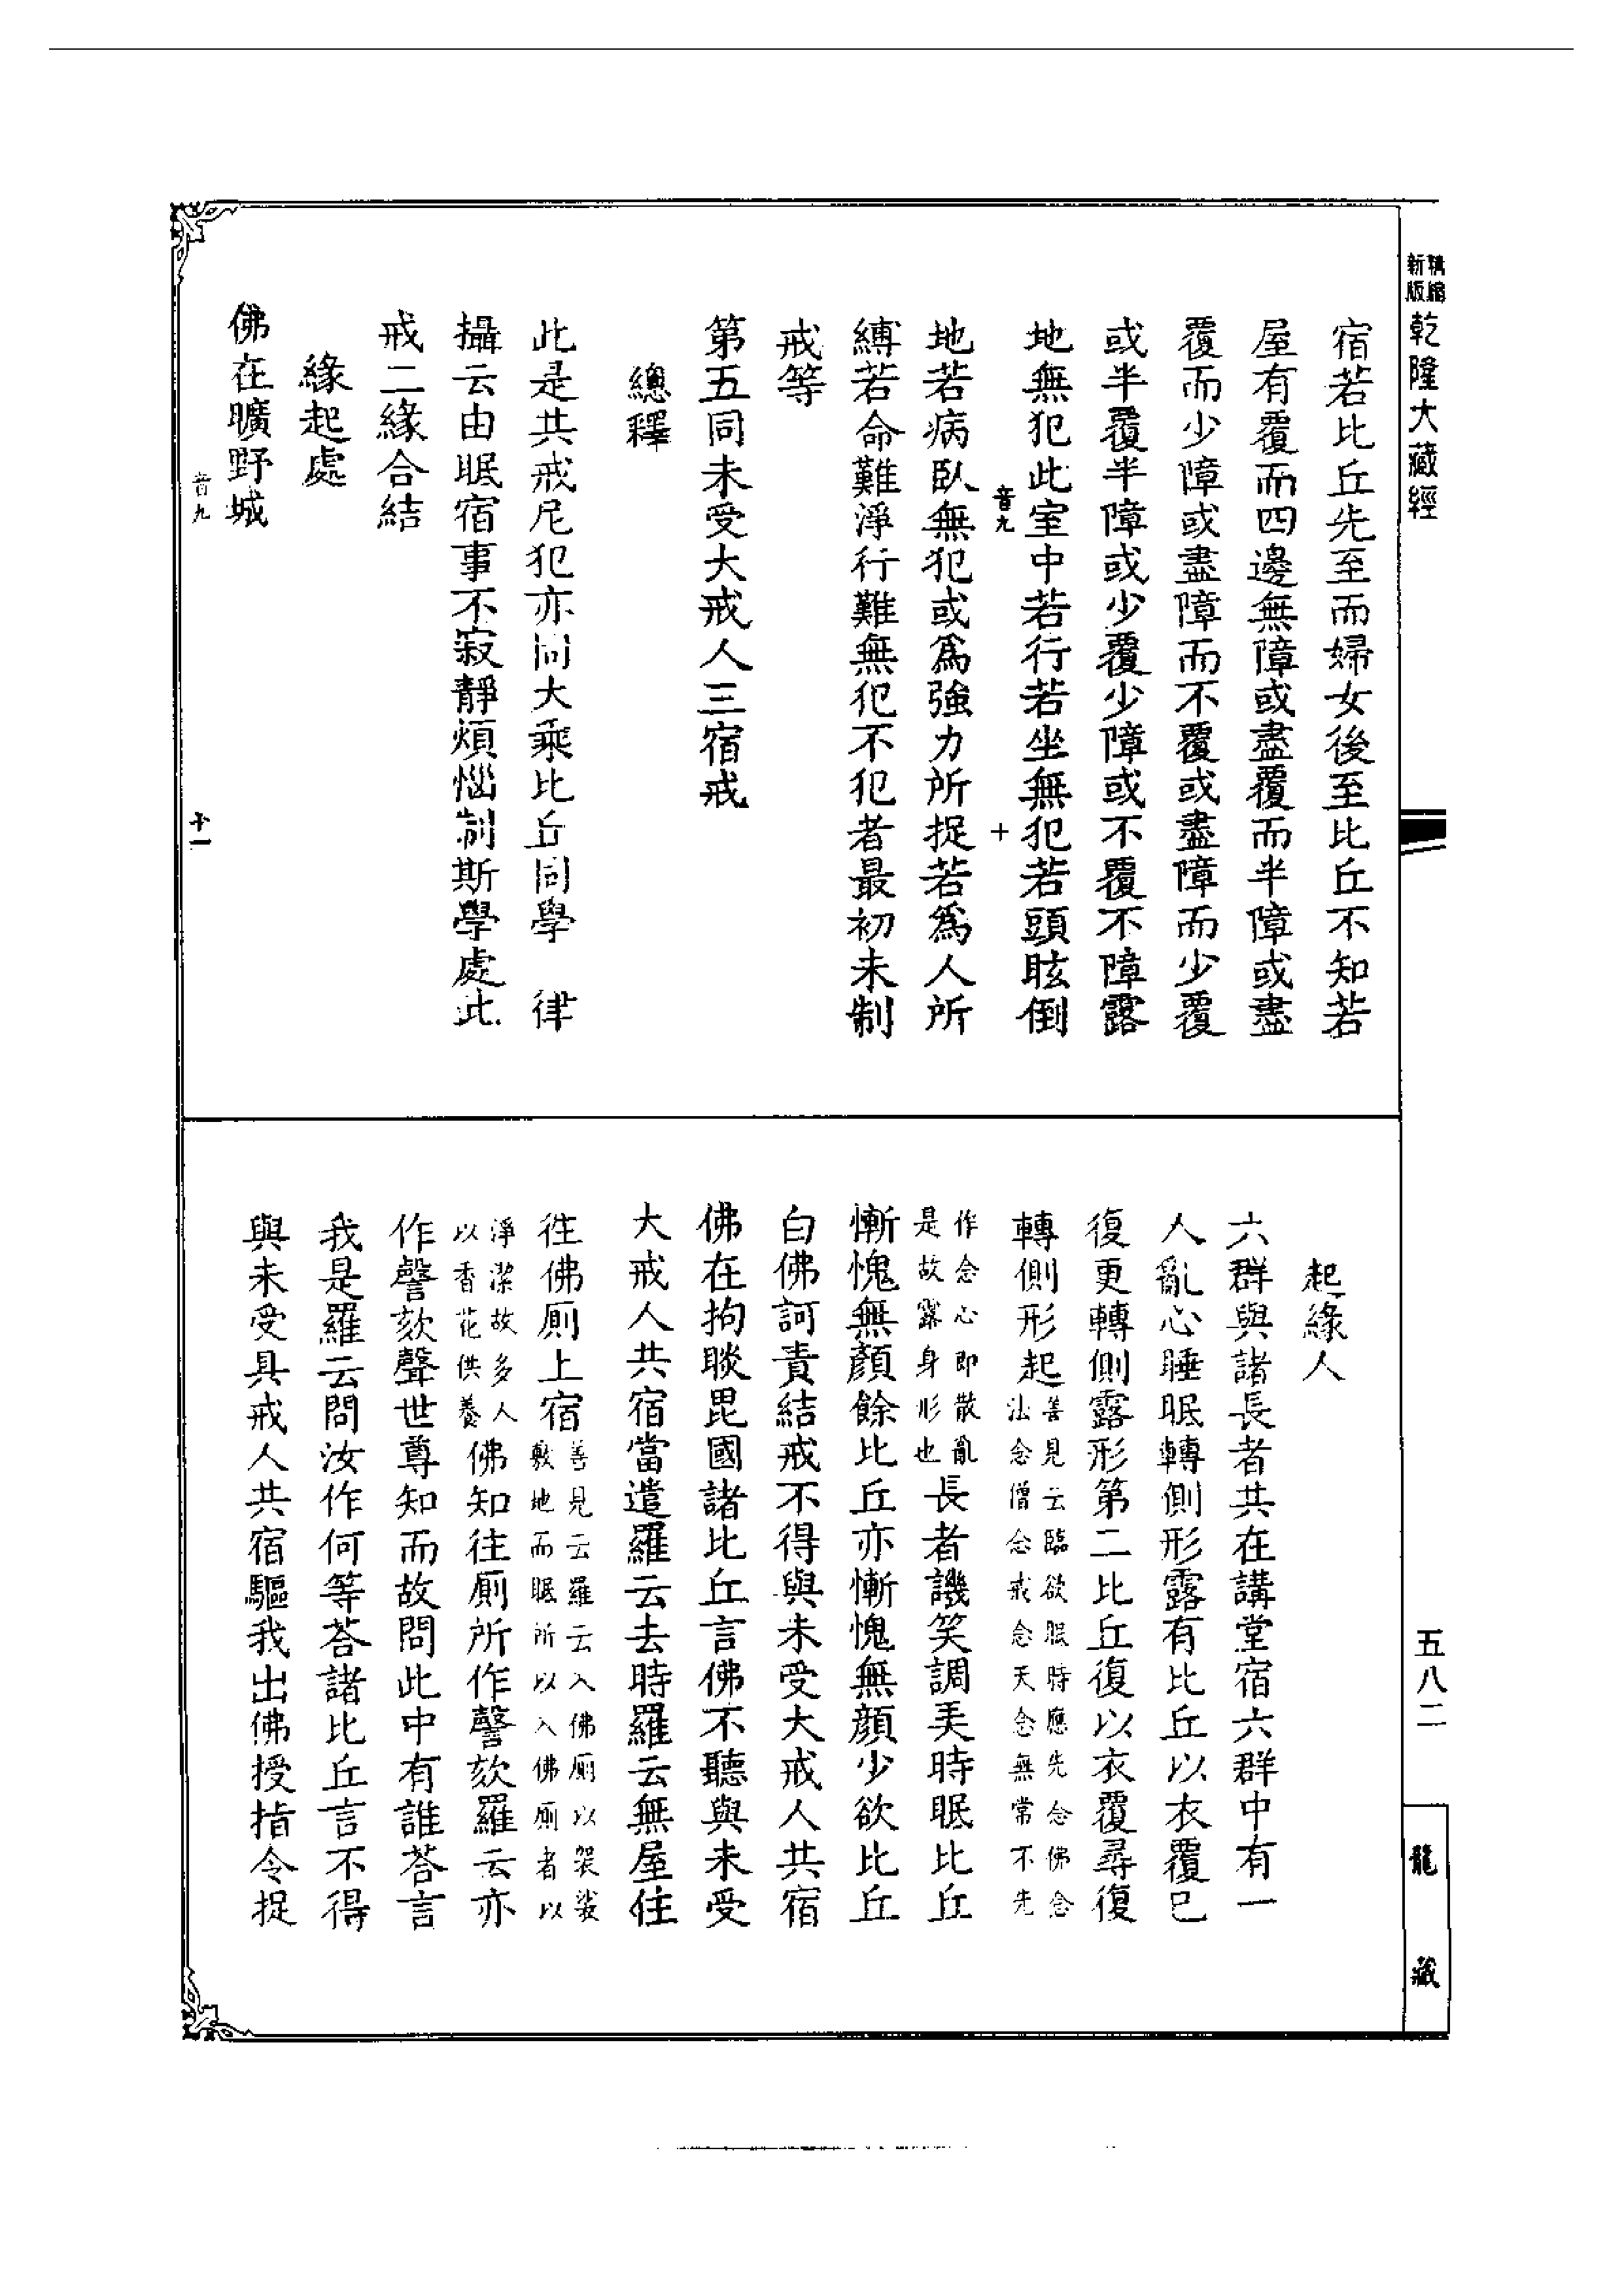 精縮
新版
乾隆大藏經
宿若比丘先至而婦女後至比丘不知若
屋有覆而四邊無障或盡覆而半障或盡
覆而少障或盡障而不覆或盡障而少覆
或半覆半障或少覆少障或不覆不障露
地無犯此室中若行若坐無犯若頭眩倒
音九 十
地若病臥無犯或爲強力所捉若爲人所
縛若命難淨行難無犯不犯者最初未制
戒等
第五同未受大戒人三宿戒
總釋
此是共戒尼犯亦同大乘比丘同學 律
攝云由眠宿事不寂靜煩惱制斯學處此
戒二緣合結
緣起處
佛在曠野城
音九 十一
起緣人
六群與諸長者共在講堂宿六群中有一
人亂心睡眠轉側形露有比丘以衣覆已
復更轉側露形第二比丘復以衣覆尋復
轉側形起
善見云臨欲眠時應先念佛念
法念僧念戒念天念無常不先
作念心即散亂
是故露身形也
長者譏笑調弄時眠比丘
慚愧無顏餘比丘亦慚愧無顏少欲比丘
白佛訶責結戒不得與未受大戒人共宿
佛在拘睒毘國諸比丘言佛不聽與未受
大戒人共宿當遣羅云去時羅云無屋住
往佛廁上宿
善見云羅云入佛廁以袈裟
敷地而眠所以入佛廁者以
淨潔故多人
以香花供養
佛知往廁所作謦欬羅云亦
作謦欬聲世尊知而故問此中有誰荅言
我是羅云問汝作何等荅諸比丘言不得
與未受具戒人共宿驅我出佛授指令捉
五八二
龍藏